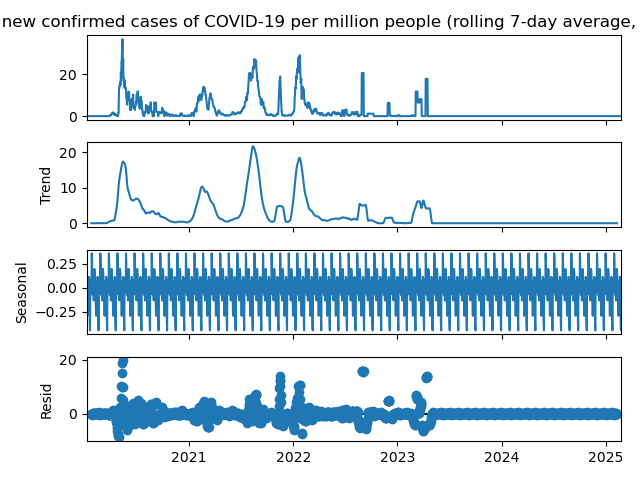 new confirmed cases of COVID-19 per million people (rolling 7-day average,
20
0
20
10
0
Trend
0.25
0.00
−0.25
Seasonal
20
0
Resid
2021 2022 2023 2024 2025